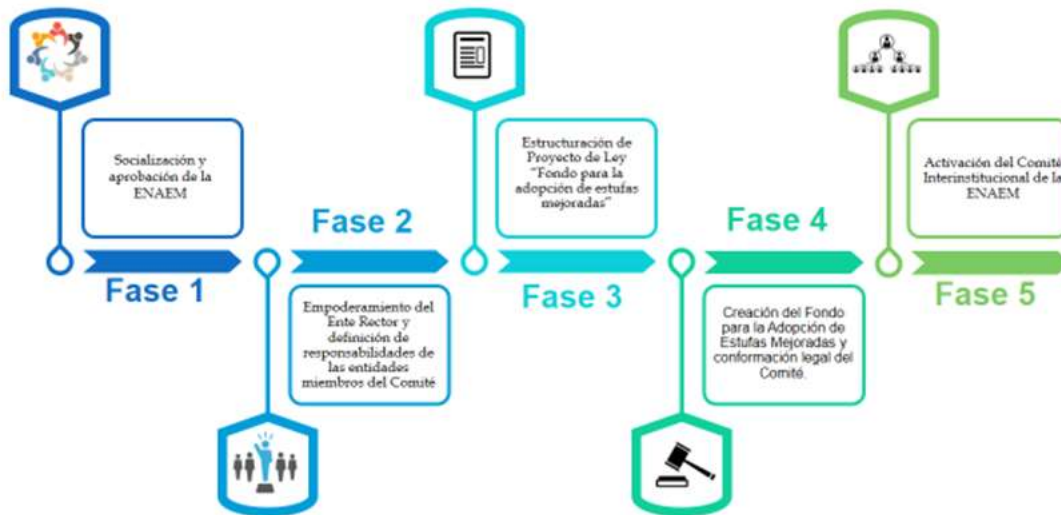 Socialización y
aprobación de la
ENAEM
Fase 1
Fase 2
Empoderamiento del
Ente Rector y
definición de
responsabilidades de
las entidades
miembros del Comité
Estructuración de
Proyecto de Ley
"Fondo para la
adopción de estufas
mejoradas"
Fase 3
Fase 4
Creación del Fondo
para la Adopción de
Estufas Mejoradas y
conformación legal del
Comité.
Activación del Comité
Interinstitucional de la
ENAEM
Fase 5